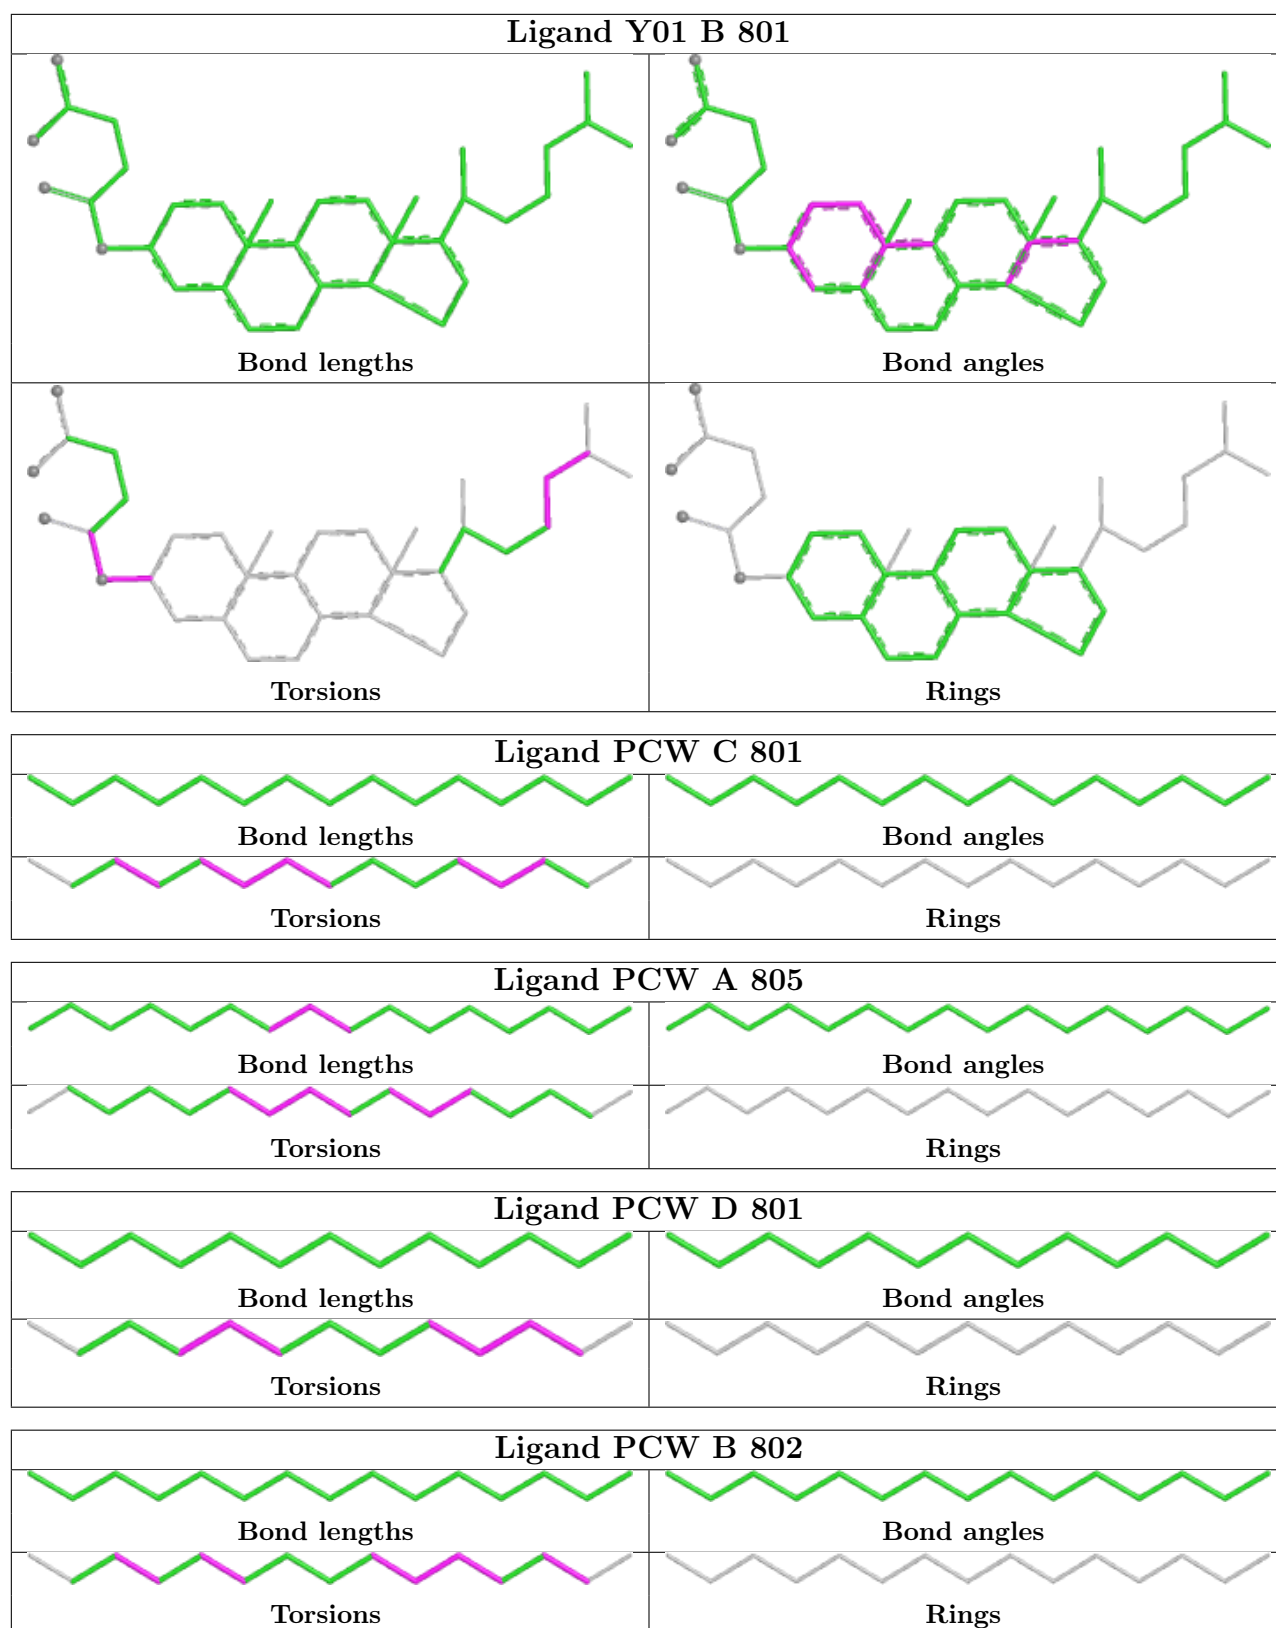 Ligand Y01 B 801
Bond lengths
Bond angles
Torsions
Rings
Ligand PCW C 801
Bond lengths
Bond angles
Torsions
Rings
Ligand PCW A 805
Bond lengths
Bond angles
Torsions
Rings
Ligand PCW D 801
Bond lengths
Bond angles
Torsions
Rings
Ligand PCW B 802
Bond lengths
Bond angles
Torsions
Rings